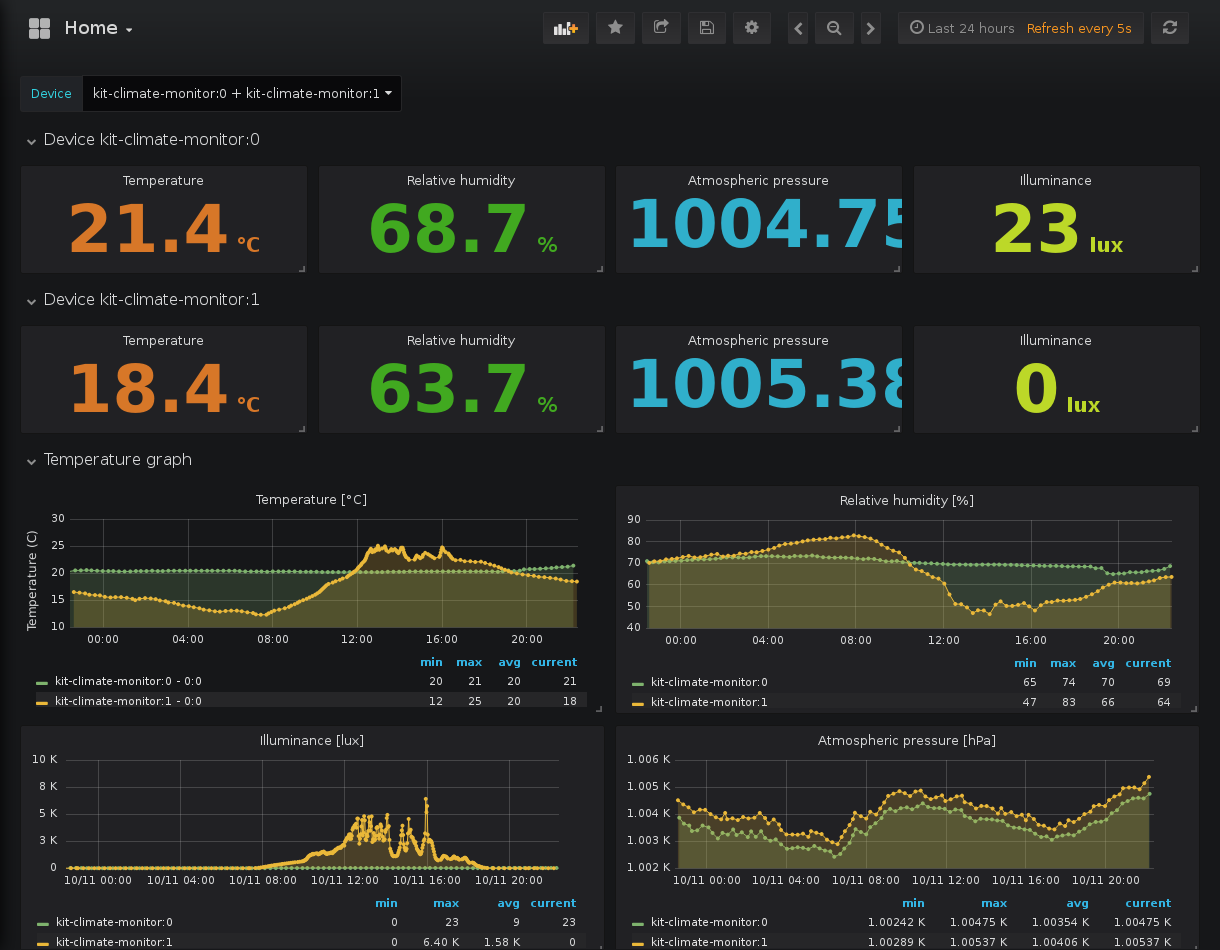 Home
Last 24 hours Refresh every 5s
Device kit-climate-monitor:0 + kit-climate-monitor:1
Device kit-climate-monitor:0
Temperature Relative humidity Atmospheric pressure Illuminance
21.4 °C 68.7 % 1004.75 23 lux
Device kit-climate-monitor:1
Temperature Relative humidity Atmospheric pressure Illuminance
18.4 °C 63.7 % 1005.38 0 lux
Temperature graph
Temperature [°C]
Temperature (C)
30
25
20
15
10
00:00 04:00 08:00 12:00 16:00 20:00
min max avg current
kit-climate-monitor:0 - 0:0 20 21 20 21
kit-climate-monitor:1 - 0:0 12 25 20 18
Relative humidity [%]
90
80
70
60
50
40
00:00 04:00 08:00 12:00 16:00 20:00
min max avg current
kit-climate-monitor:0 65 74 70 69
kit-climate-monitor:1 47 83 66 64
Illuminance [lux]
10 K
8 K
5 K
3 K
0
10/11 00:00 10/11 04:00 10/11 08:00 10/11 12:00 10/11 16:00 10/11 20:00
min max avg current
kit-climate-monitor:0 0 23 9 23
kit-climate-monitor:1 0 6.40 K 1.58 K 0
Atmospheric pressure [hPa]
1.006 K
1.005 K
1.004 K
1.003 K
1.002 K
10/11 00:00 10/11 04:00 10/11 08:00 10/11 12:00 10/11 16:00 10/11 20:00
min max avg current
kit-climate-monitor:0 1.00242 K 1.00475 K 1.00354 K 1.00475 K
kit-climate-monitor:1 1.00289 K 1.00537 K 1.00406 K 1.00537 K